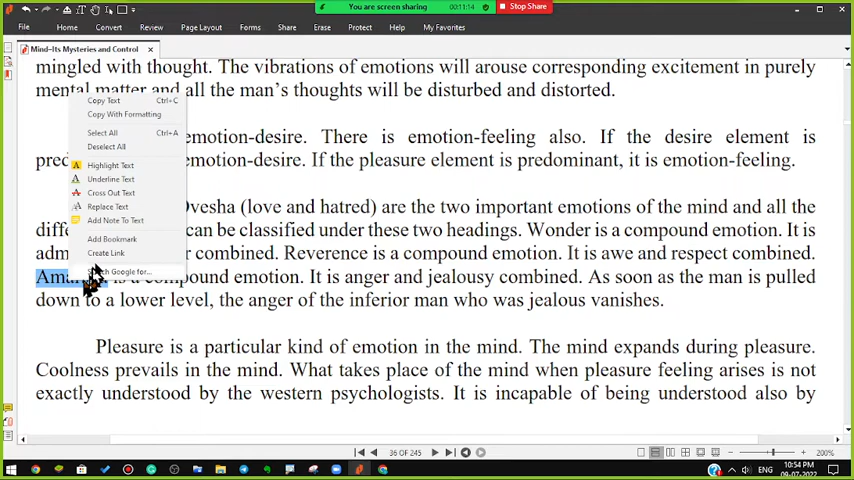 You are screen sharing
11:14
Stop Share
File Home Convert Review Page Layout Forms Share Erase Protect Help My Favorites
Mind–Its Mysteries and Control
mingled with thought. The vibrations of emotions will arouse corresponding excitement in purely
mental matter and all the man's thoughts will be disturbed and distorted.
Copy Text Ctrl+C
Copy With Formatting
Select All Ctrl+A
Deselect All
Highlight Text
Underline Text
Cross Out Text
Replace Text
Add Note To Text
Add Bookmark
Create Link
Google for...
emotion-desire. There is emotion-feeling also. If the desire element is
emotion-desire. If the pleasure element is predominant, it is emotion-feeling.
(love and hatred) are the two important emotions of the mind and all the
can be classified under these two headings. Wonder is a compound emotion. It is
combined. Reverence is a compound emotion. It is awe and respect combined.
is a compound emotion. It is anger and jealousy combined. As soon as the man is pulled
down to a lower level, the anger of the inferior man who was jealous vanishes.
Pleasure is a particular kind of emotion in the mind. The mind expands during pleasure.
Coolness prevails in the mind. What takes place of the mind when pleasure feeling arises is not
exactly understood by the western psychologists. It is incapable of being understood also by
36 OF 245
200%
ENG
10:54 PM
09-07-2022